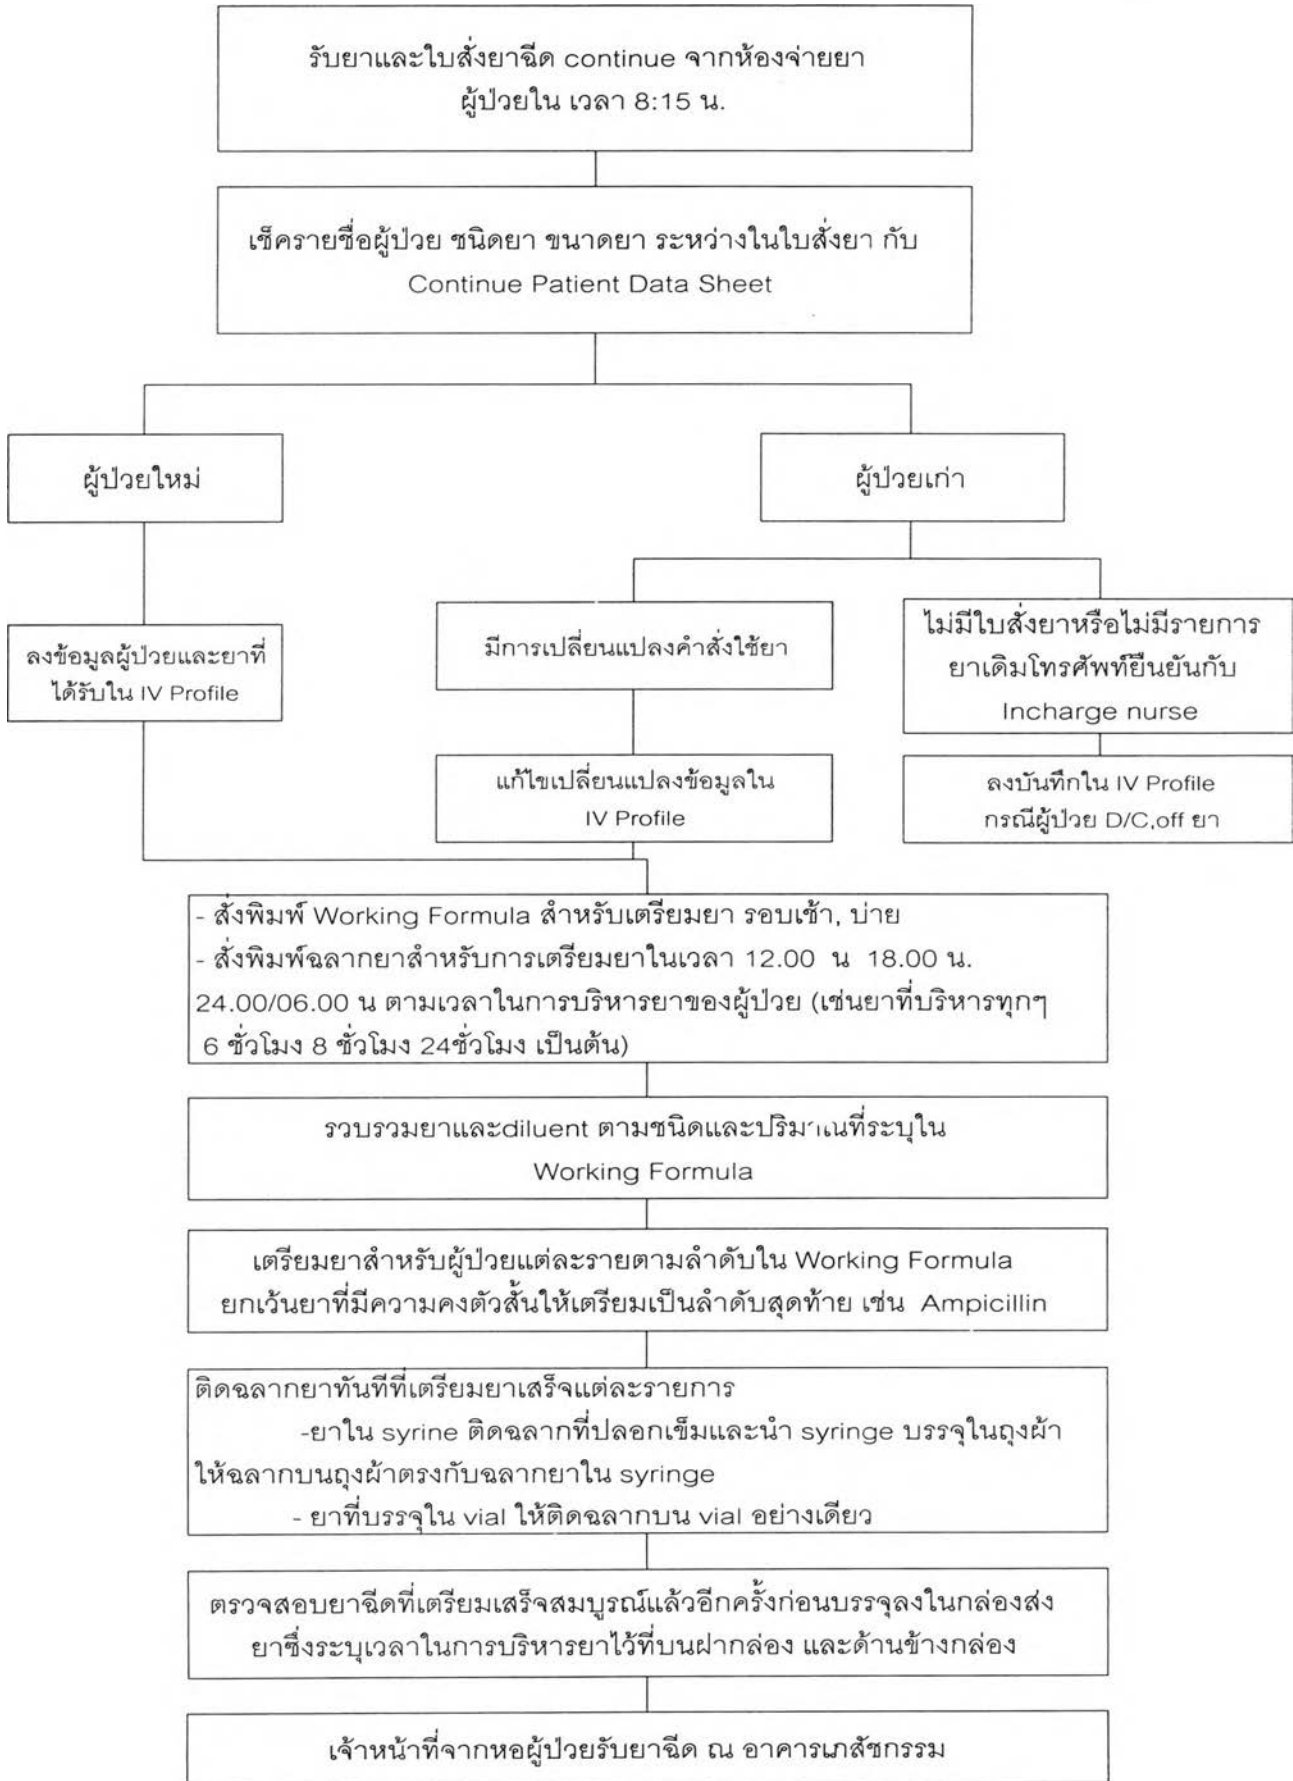 รับยาและใบสั่งยาฉีด continue จากห้องจ่ายยา
ผู้ป่วยใน เวลา 8:15 น.
เช็ครายชื่อผู้ป่วย ชนิดยา ขนาดยา ระหว่างในใบสั่งยา กับ
Continue Patient Data Sheet
ผู้ป่วยใหม่
ผู้ป่วยเก่า
ลงข้อมูลผู้ป่วยและยาที่
ได้รับใน IV Profile
มีการเปลี่ยนแปลงคำสั่งใช้ยา
ไม่มีใบสั่งยาหรือไม่มีรายการ
ยาเดิมโทรศัพท์ยืนยันกับ
Incharge nurse
แก้ไขเปลี่ยนแปลงข้อมูลใน
IV Profile
ลงบันทึกใน IV Profile
กรณีผู้ป่วย D/C,off ยา
- สั่งพิมพ์ Working Formula สำหรับเตรียมยา รอบเช้า, บ่าย
- สั่งพิมพ์ฉลากยาสำหรับการเตรียมยาในเวลา 12.00 น 18.00 น.
24.00/06.00 น ตามเวลาในการบริหารยาของผู้ป่วย (เช่นยาที่บริหารทุกๆ
6 ชั่วโมง 8 ชั่วโมง 24ชั่วโมง เป็นต้น)
รวบรวมยาและdiluent ตามชนิดและปริมาณที่ระบุใน
Working Formula
เตรียมยาสำหรับผู้ป่วยแต่ละรายตามลำดับใน Working Formula
ยกเว้นยาที่มีความคงตัวสั้นให้เตรียมเป็นลำดับสุดท้าย เช่น Ampicillin
ติดฉลากยาทันทีที่เตรียมยาเสร็จแต่ละรายการ
-ยาใน syrine ติดฉลากที่ปลอกเข็มและนำ syringe บรรจุในถุงผ้า
ให้ฉลากบนถุงผ้าตรงกับฉลากยาใน syringe
- ยาที่บรรจุใน vial ให้ติดฉลากบน vial อย่างเดียว
ตรวจสอบยาฉีดที่เตรียมเสร็จสมบูรณ์แล้วอีกครั้งก่อนบรรจุลงในกล่องส่ง
ยาซึ่งระบุเวลาในการบริหารยาไว้ที่บนฝากล่อง และด้านข้างกล่อง
เจ้าหน้าที่จากหอผู้ป่วยรับยาฉีด ณ อาคารเภสัชกรรม